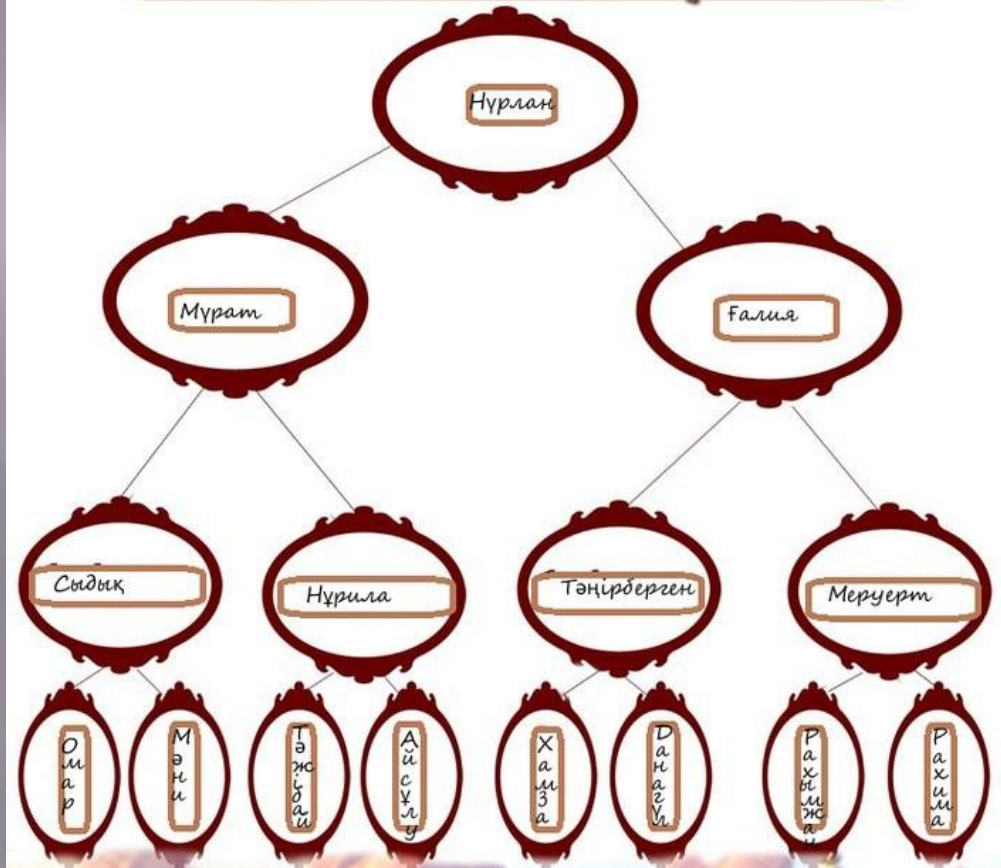 Нұрлан
Мұрат
Ғалия
Сыдық
Нұрила
Тәңірберген
Меруерт
Омар
Мәни
Тәжібай
Айсұлу
Хамза
Данагүл
Рахымжан
Рахима